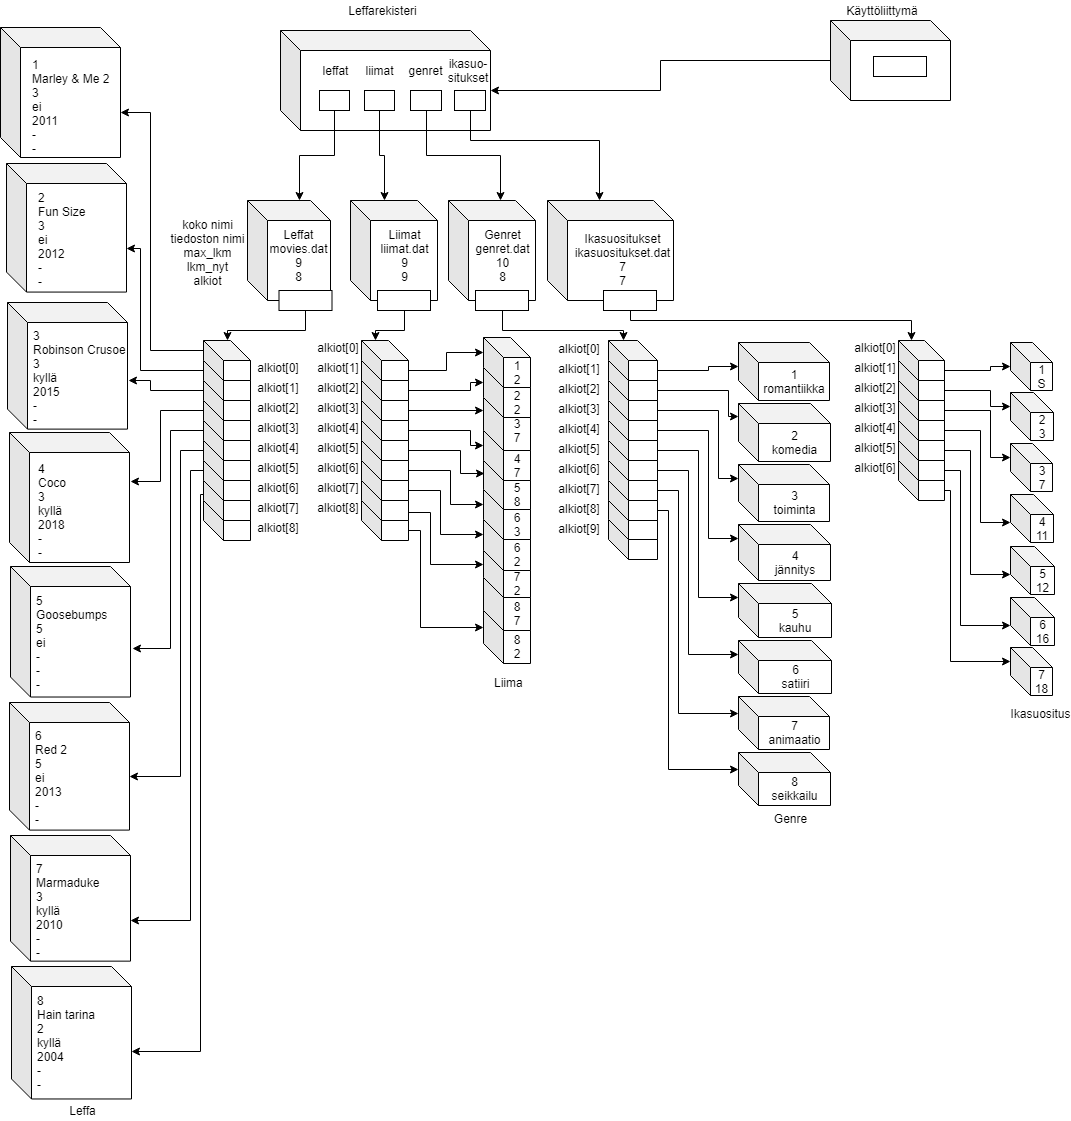 Leffarekisteri
Käyttöliittymä
leffat
liimat
genret
ikasuo-
situkset
koko nimi
tiedoston nimi
max_lkm
lkm_nyt
alkiot
Leffat
movies.dat
9
8
Liimat
liimat.dat
9
9
Genret
genret.dat
10
8
Ikasuositukset
ikasuositukset.dat
7
7
1
Marley & Me 2
3
ei
2011
-
-
2
Fun Size
3
ei
2012
-
-
3
Robinson Crusoe
3
kyllä
2015
-
-
4
Coco
3
kyllä
2018
-
-
5
Goosebumps
5
ei
-
-
-
6
Red 2
5
ei
2013
-
-
7
Marmaduke
3
kyllä
2010
-
-
8
Hain tarina
2
kyllä
2004
-
-
Leffa
alkiot[0]
alkiot[1]
alkiot[2]
alkiot[3]
alkiot[4]
alkiot[5]
alkiot[6]
alkiot[7]
alkiot[8]
alkiot[0]
alkiot[1]
alkiot[2]
alkiot[3]
alkiot[4]
alkiot[5]
alkiot[6]
alkiot[7]
alkiot[8]
1
2
2
2
3
7
4
7
5
8
6
3
6
2
7
2
8
7
8
2
Liima
alkiot[0]
alkiot[1]
alkiot[2]
alkiot[3]
alkiot[4]
alkiot[5]
alkiot[6]
alkiot[7]
alkiot[8]
alkiot[9]
1
romantiikka
2
komedia
3
toiminta
4
jännitys
5
kauhu
6
satiiri
7
animaatio
8
seikkailu
Genre
alkiot[0]
alkiot[1]
alkiot[2]
alkiot[3]
alkiot[4]
alkiot[5]
alkiot[6]
1
S
2
3
3
7
4
11
5
12
6
16
7
18
Ikasuositus